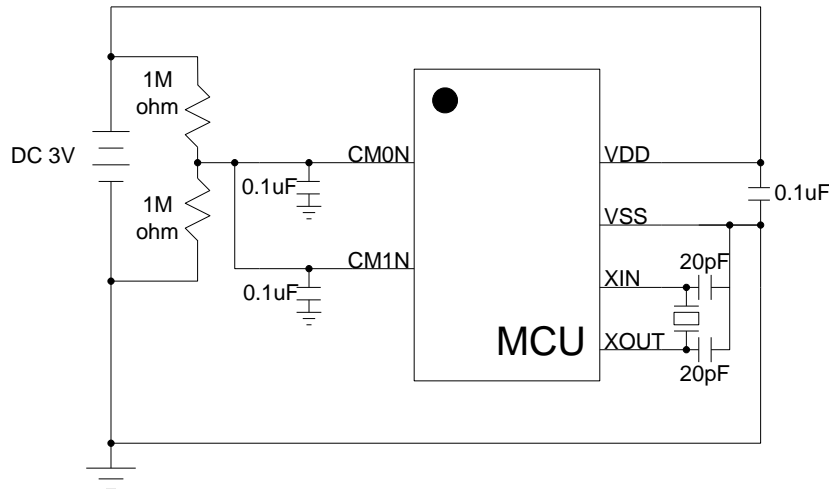 1M
ohm
DC 3V
CM0N
VDD
0.1uF
0.1uF
1M
ohm
VSS
CM1N
20pF
0.1uF
XIN
MCU
XOUT
20pF